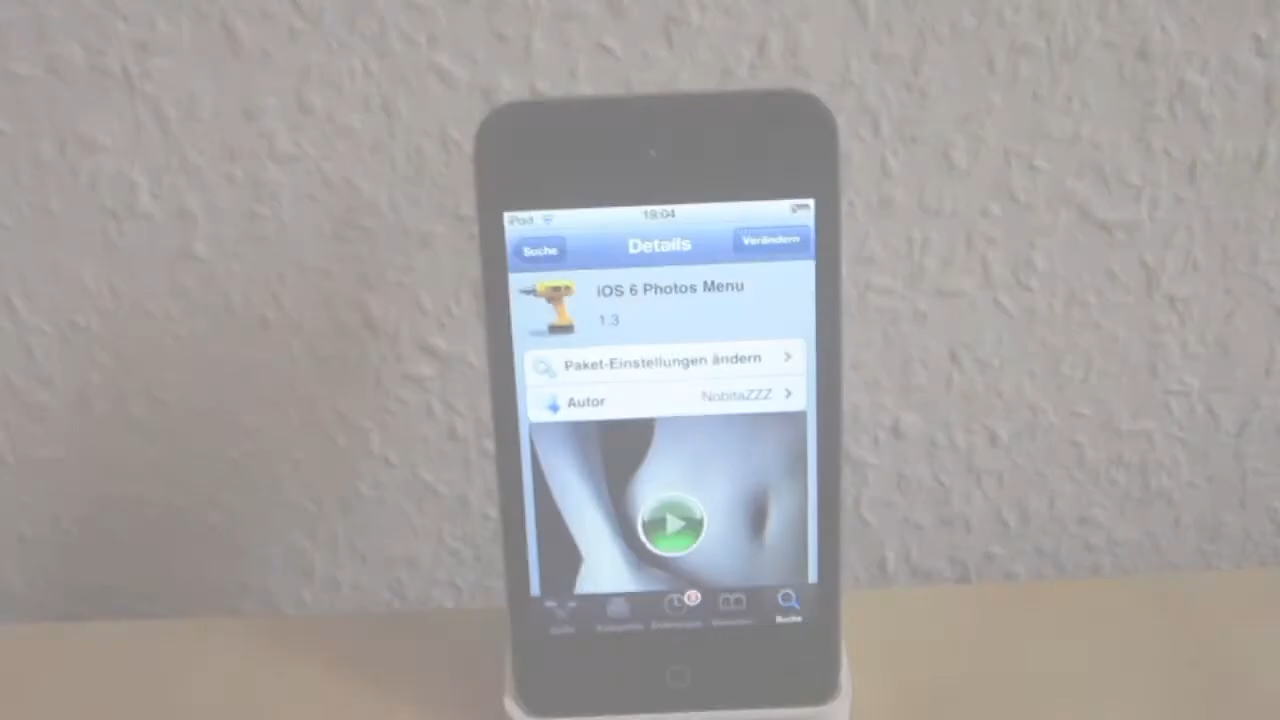 iPod 18:04
Suche Details Verändern
iOS 6 Photos Menu
1.3
Paket-Einstellungen ändern
Autor NobitaZZZ
Suche